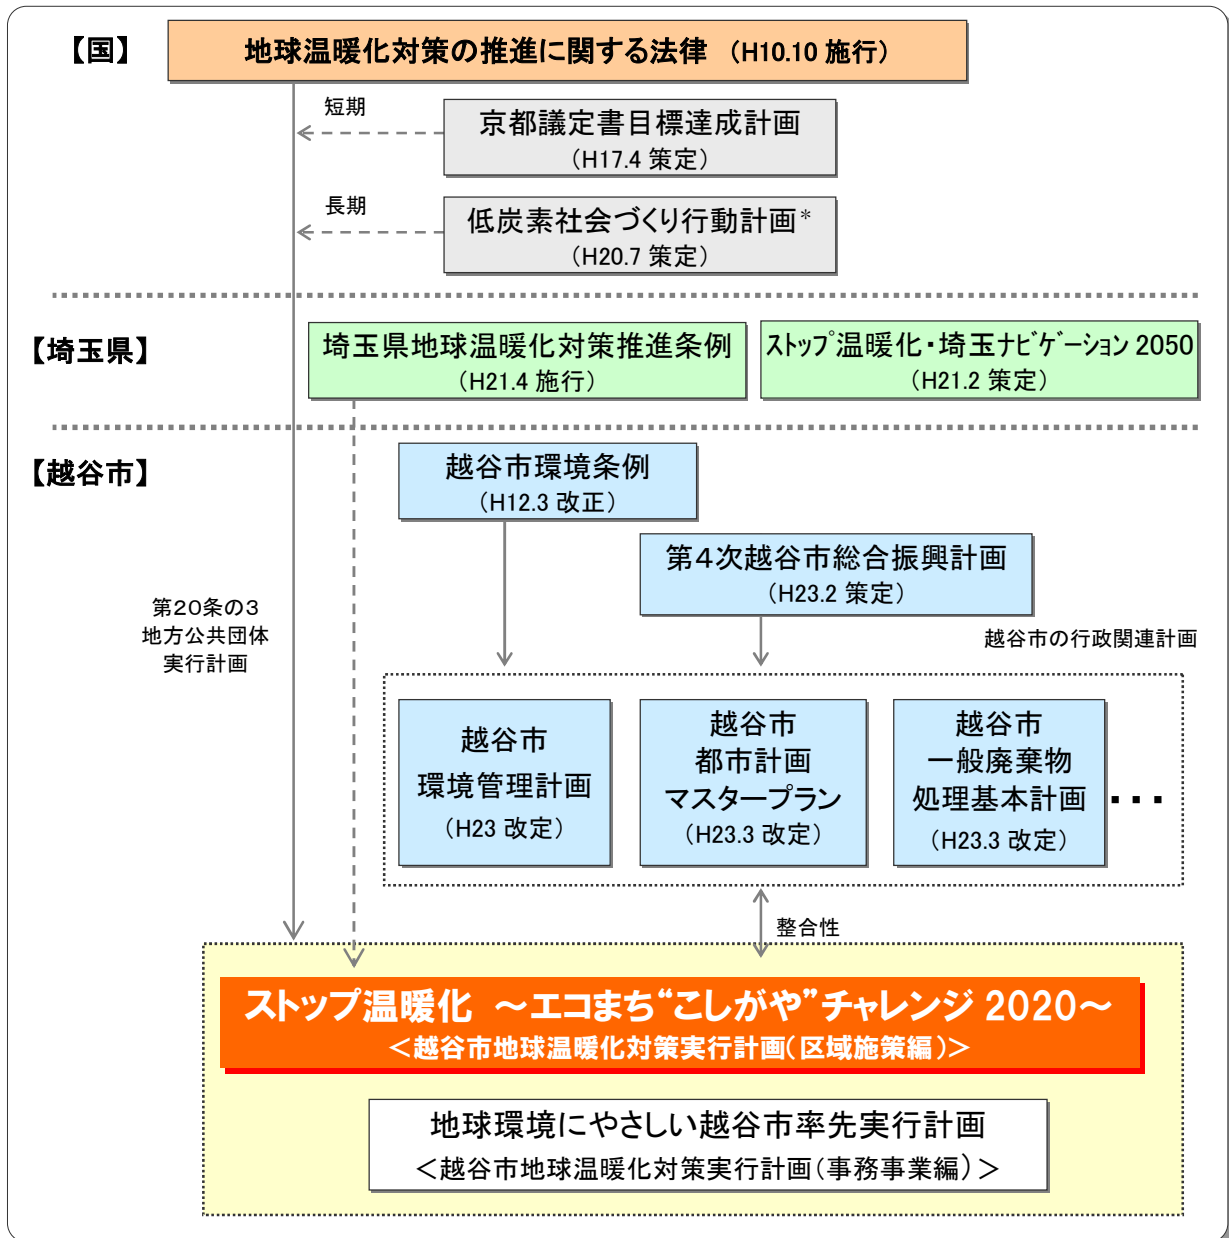 【国】
地球温暖化対策の推進に関する法律 （H10.10 施行）
短期
京都議定書目標達成計画
（H17.4 策定）
長期
低炭素社会づくり行動計画*
（H20.7 策定）
【埼玉県】
埼玉県地球温暖化対策推進条例
（H21.4 施行）
ｽﾄｯﾌﾟ温暖化・埼玉ﾅﾋﾞｹﾞｰｼｮﾝ 2050
（H21.2 策定）
【越谷市】
越谷市環境条例
（H12.3 改正）
第４次越谷市総合振興計画
（H23.2 策定）
第２０条の３
地方公共団体
実行計画
越谷市の行政関連計画
越谷市
環境管理計画
（H23 改定）
越谷市
都市計画
マスタープラン
（H23.3 改定）
越谷市
一般廃棄物
処理基本計画
（H23.3 改定）
・・・
整合性
ストップ温暖化 ～エコまち“こしがや”チャレンジ 2020～
＜越谷市地球温暖化対策実行計画（区域施策編）＞
地球環境にやさしい越谷市率先実行計画
＜越谷市地球温暖化対策実行計画（事務事業編）＞